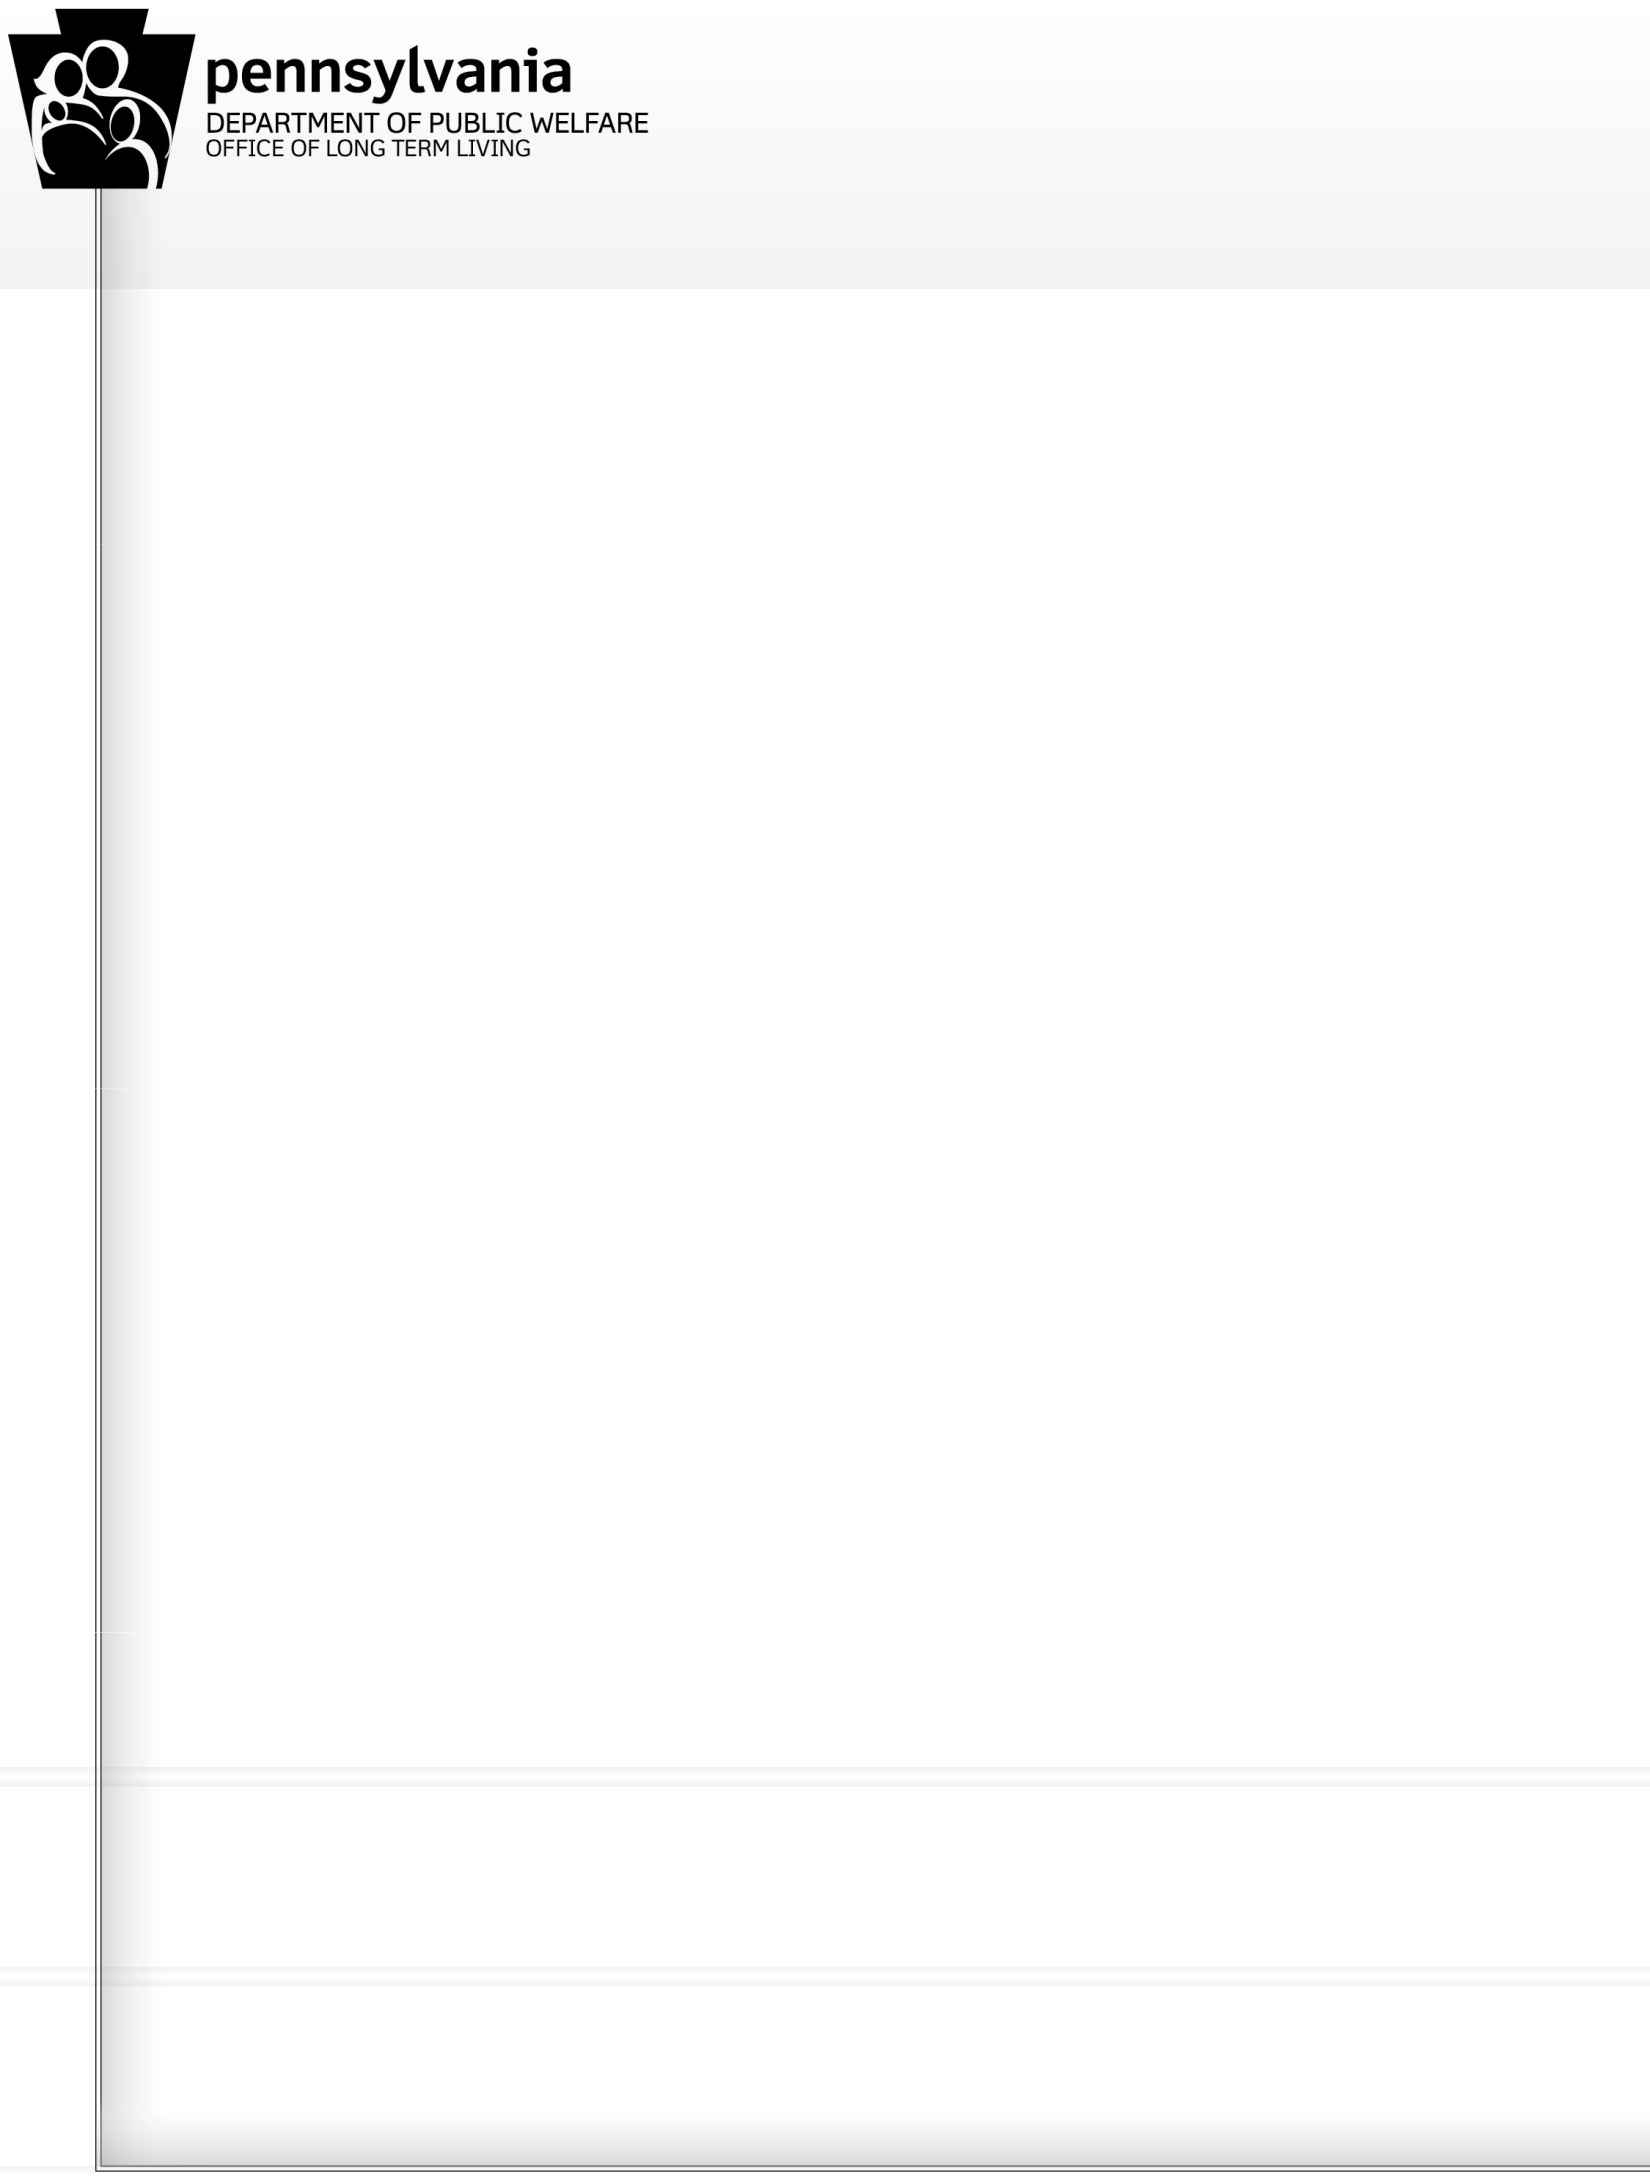 pennsylvania
DEPARTMENT OF PUBLIC WELFARE
OFFICE OF LONG TERM LIVING